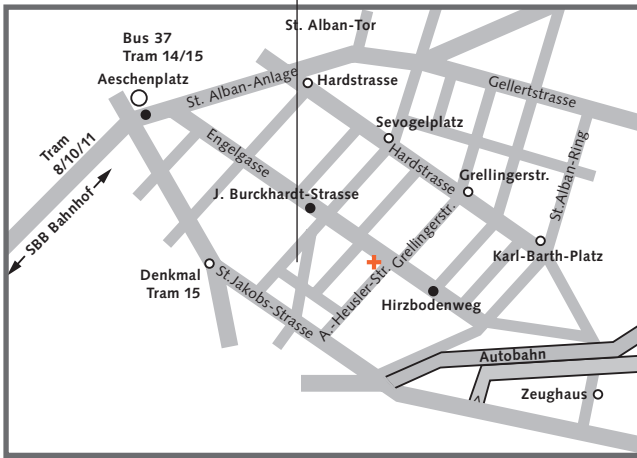 St. Alban-Tor
Bus 37
Tram 14/15
Aeschenplatz
St. Alban-Anlage
Hardstrasse
Gellertstrasse
Tram
8/10/11
Engelgasse
Sevogelplatz
Hardstrasse
Grellingerstr.
St.Alban-Ring
SBB Bahnhof
J. Burckhardt-Strasse
Grellingerstr.
Karl-Barth-Platz
Denkmal
Tram 15
St.Jakobs-Strasse
A.-Heusler-Str.
Hirzbodenweg
Autobahn
Zeughaus